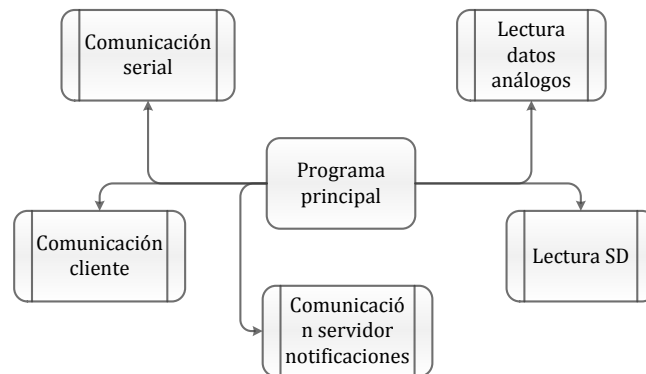 Comunicación
serial
Lectura
datos
análogos
Programa
principal
Comunicación
cliente
Lectura SD
Comunicació
n servidor
notificaciones